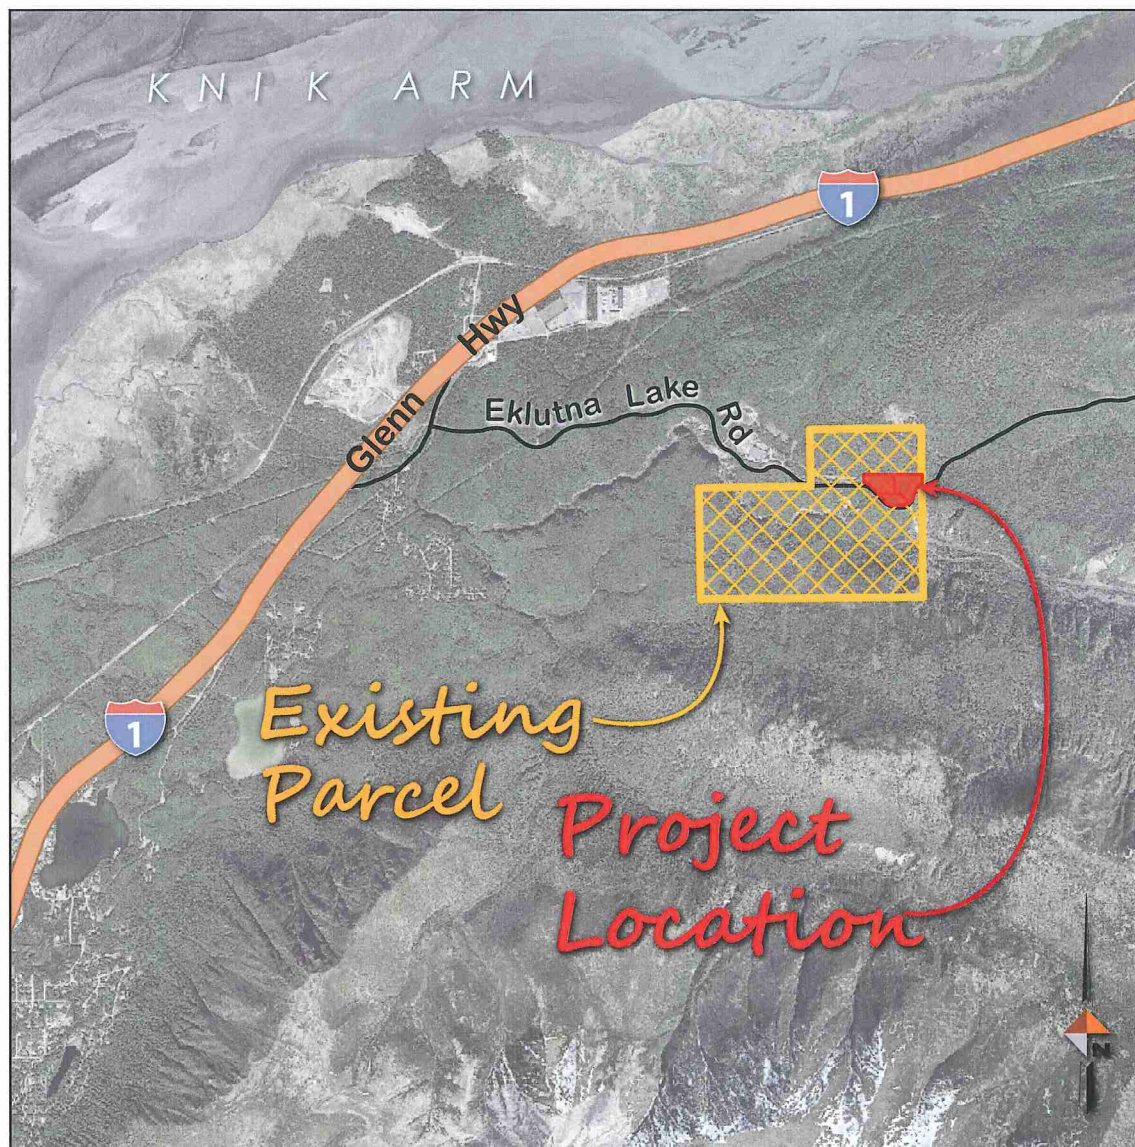 KNIK ARM
1
Glenn Hwy
Eklutna Lake Rd
1
Existing
Parcel
Project
Location
N